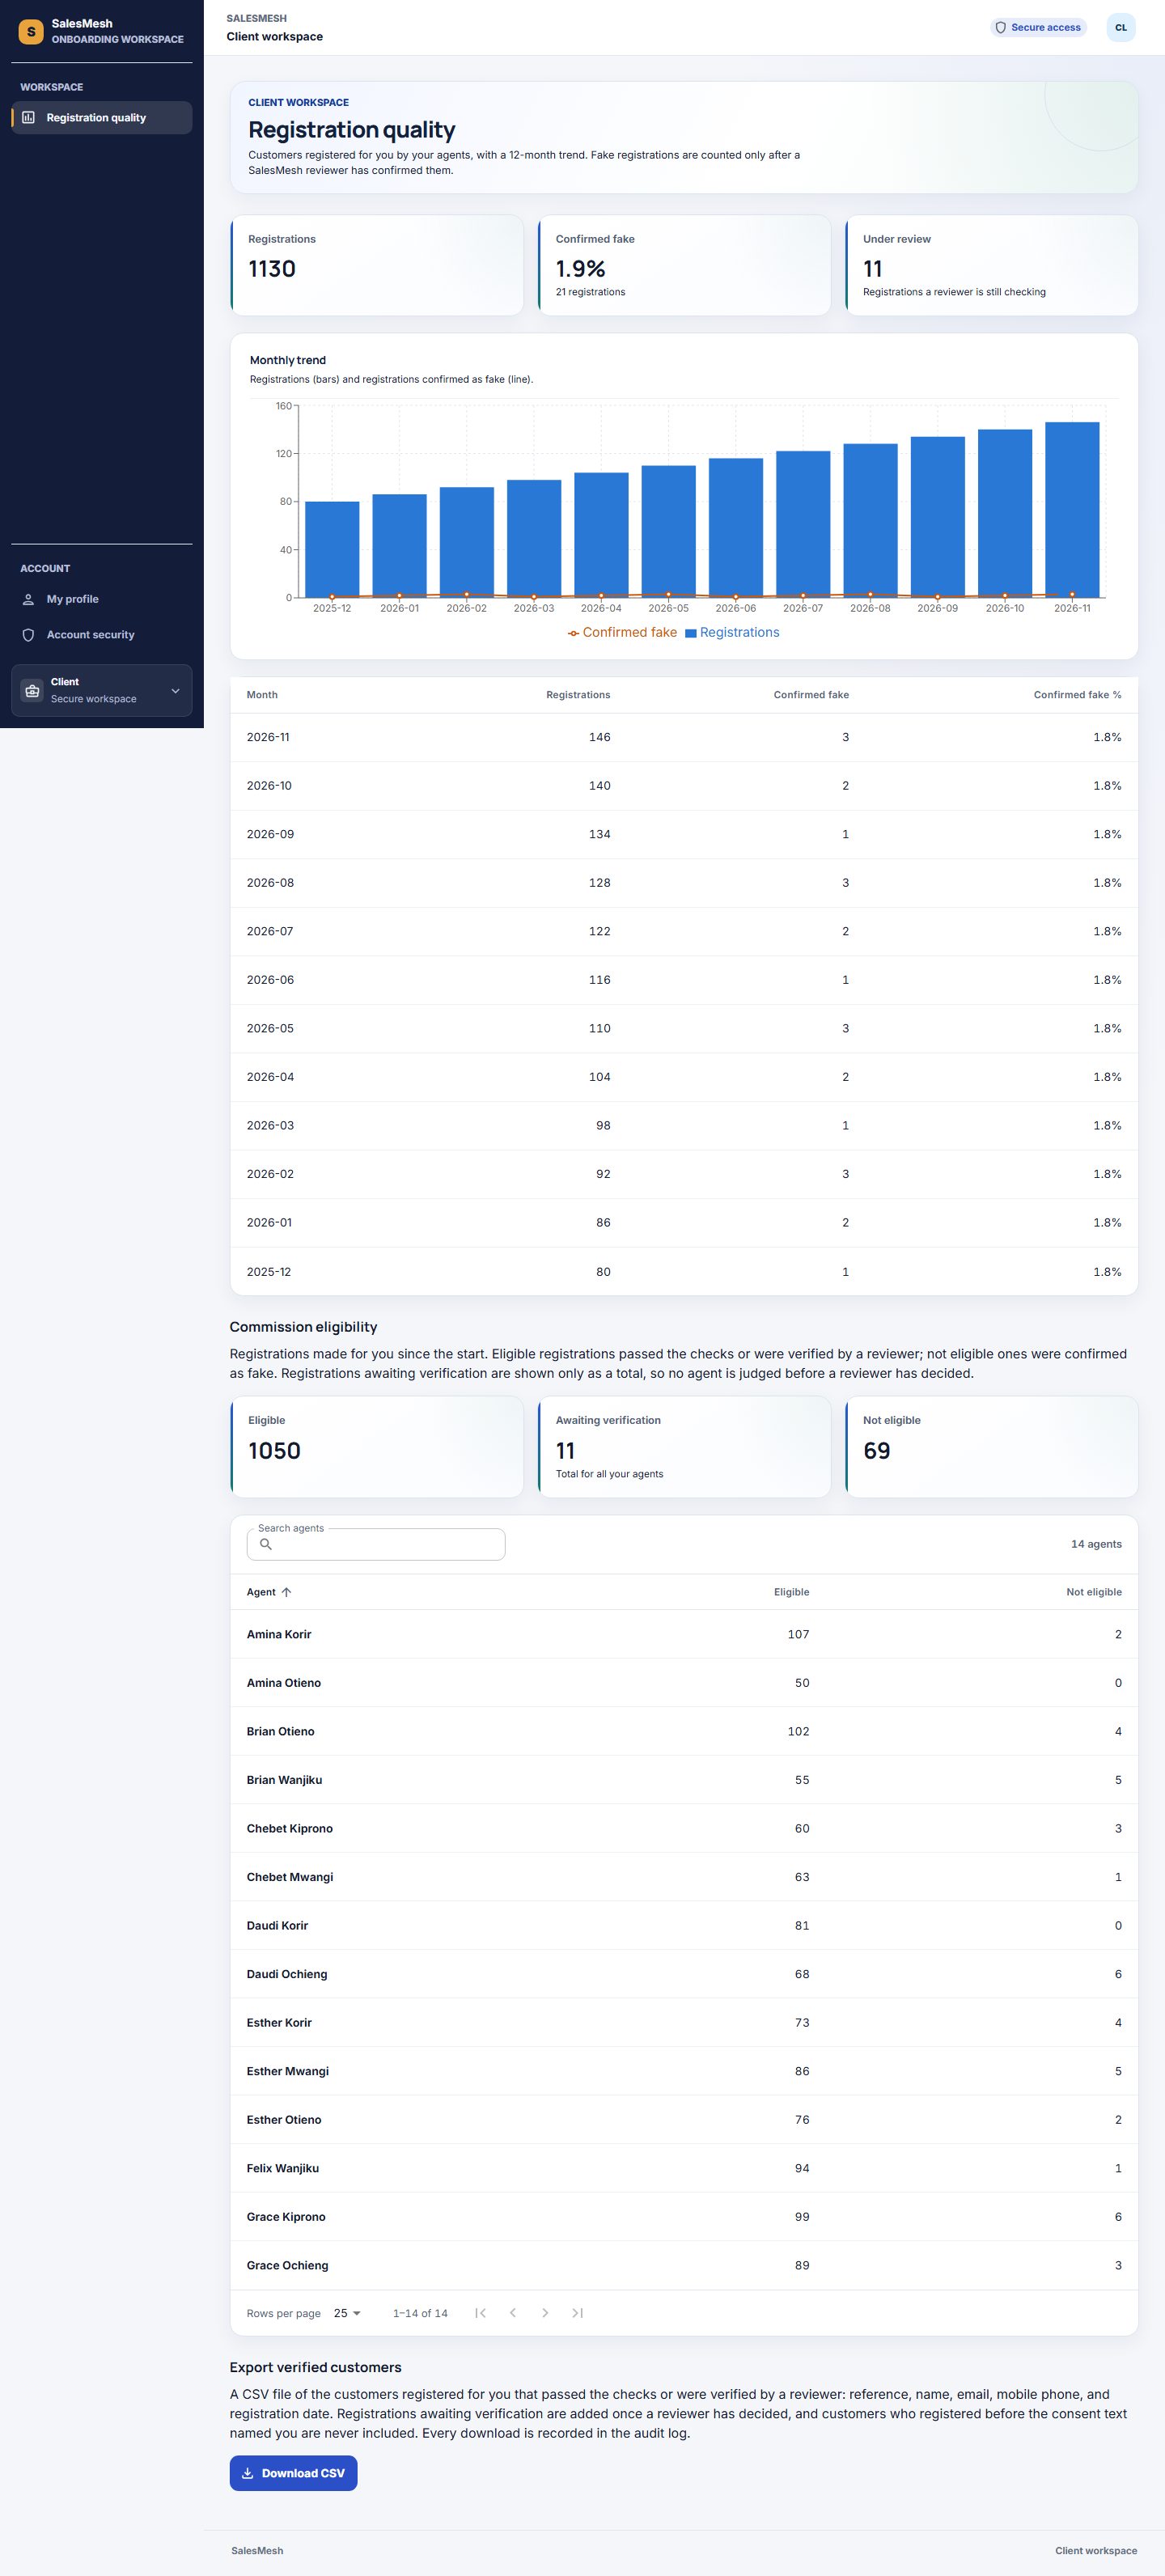 S
SalesMesh
ONBOARDING WORKSPACE
WORKSPACE
Registration quality
ACCOUNT
My profile
Account security
Client
Secure workspace
SALESMESH
Client workspace
Secure access
CL
CLIENT WORKSPACE
Registration quality
Customers registered for you by your agents, with a 12-month trend. Fake registrations are counted only after a
SalesMesh reviewer has confirmed them.
Registrations
1130
Confirmed fake
1.9%
21 registrations
Under review
11
Registrations a reviewer is still checking
Monthly trend
Registrations (bars) and registrations confirmed as fake (line).
160
120
80
40
0
2025-12 2026-01 2026-02 2026-03 2026-04 2026-05 2026-06 2026-07 2026-08 2026-09 2026-10 2026-11
Confirmed fake Registrations
Month Registrations Confirmed fake Confirmed fake %
2026-11 146 3 1.8%
2026-10 140 2 1.8%
2026-09 134 1 1.8%
2026-08 128 3 1.8%
2026-07 122 2 1.8%
2026-06 116 1 1.8%
2026-05 110 3 1.8%
2026-04 104 2 1.8%
2026-03 98 1 1.8%
2026-02 92 3 1.8%
2026-01 86 2 1.8%
2025-12 80 1 1.8%
Commission eligibility
Registrations made for you since the start. Eligible registrations passed the checks or were verified by a reviewer; not eligible ones were confirmed
as fake. Registrations awaiting verification are shown only as a total, so no agent is judged before a reviewer has decided.
Eligible
1050
Awaiting verification
11
Total for all your agents
Not eligible
69
Search agents
14 agents
Agent Eligible Not eligible
Amina Korir 107 2
Amina Otieno 50 0
Brian Otieno 102 4
Brian Wanjiku 55 5
Chebet Kiprono 60 3
Chebet Mwangi 63 1
Daudi Korir 81 0
Daudi Ochieng 68 6
Esther Korir 73 4
Esther Mwangi 86 5
Esther Otieno 76 2
Felix Wanjiku 94 1
Grace Kiprono 99 6
Grace Ochieng 89 3
Rows per page 25 1–14 of 14
Export verified customers
A CSV file of the customers registered for you that passed the checks or were verified by a reviewer: reference, name, email, mobile phone, and
registration date. Registrations awaiting verification are added once a reviewer has decided, and customers who registered before the consent text
named you are never included. Every download is recorded in the audit log.
Download CSV
SalesMesh
Client workspace